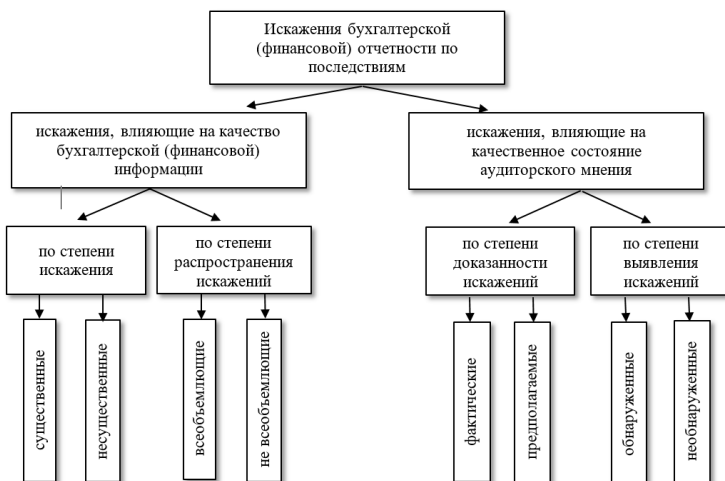 Искажения бухгалтерской
(финансовой) отчетности по
последствиям
искажения, влияющие на качество
бухгалтерской (финансовой)
информации
искажения, влияющие на
качественное состояние
аудиторского мнения
по степени
искажения
по степени
распространения
искажений
по степени
доказанности
искажений
по степени
выявления
искажений
существенные
несущественные
всеобъемлющие
не всеобъемлющие
фактические
предполагаемые
обнаруженные
необнаруженные